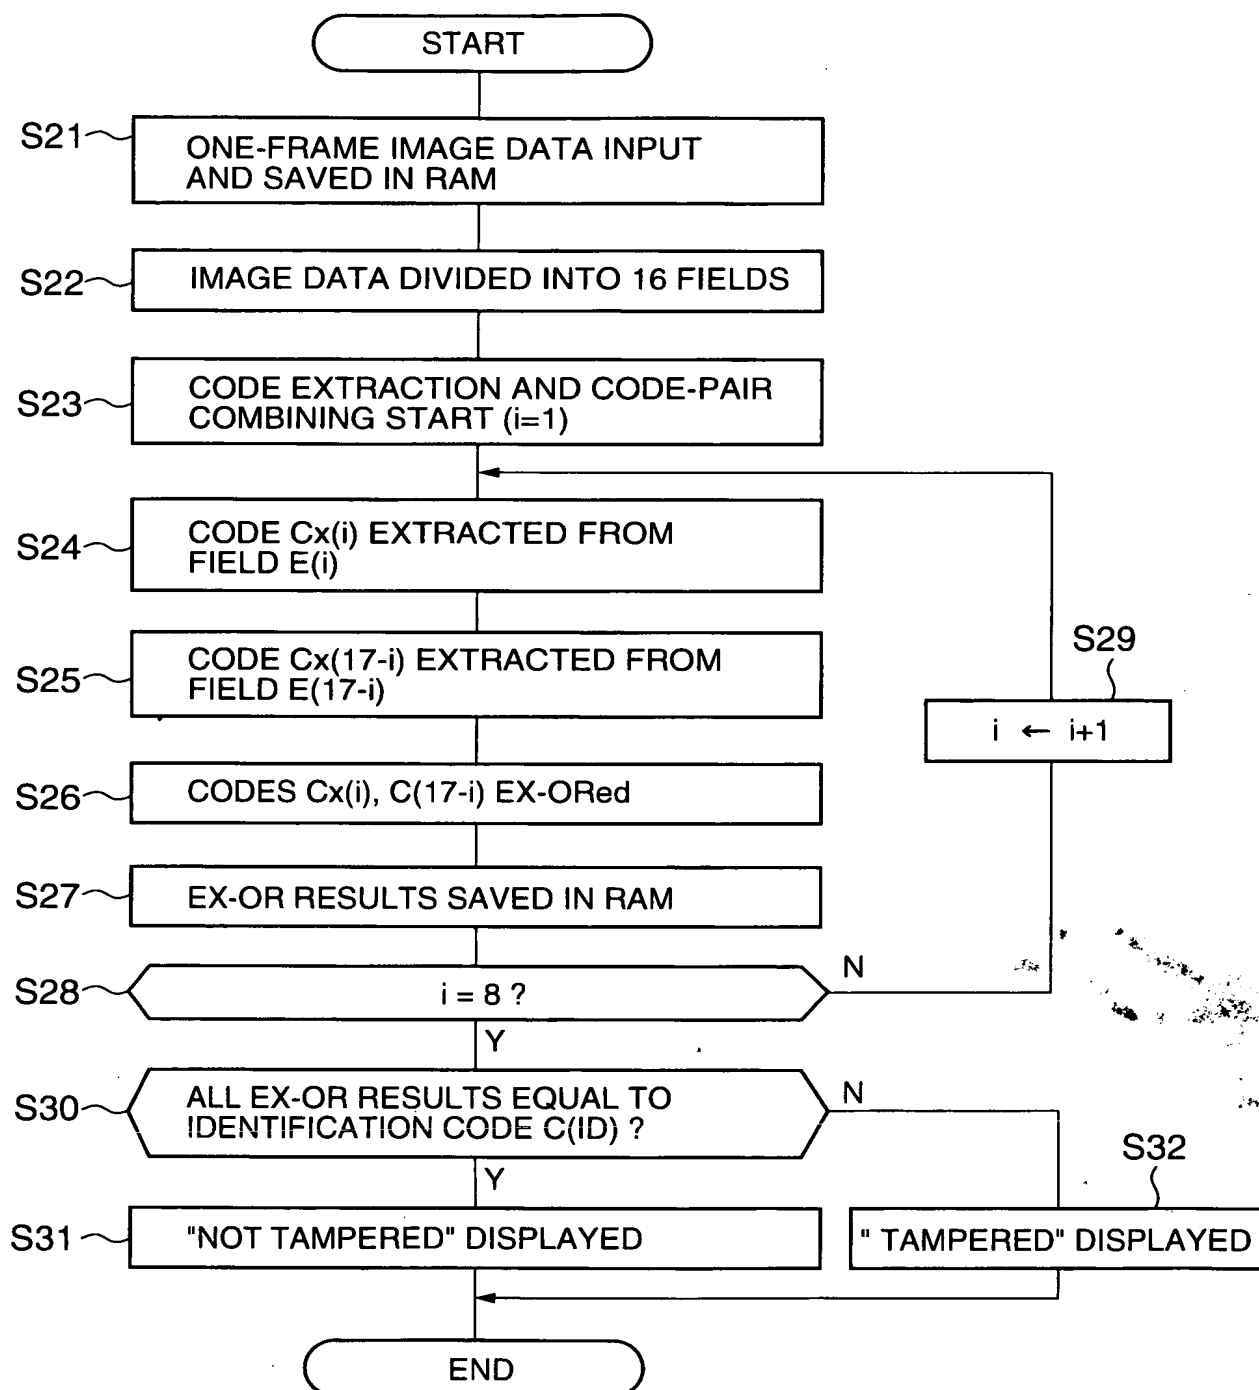 START
S21
ONE-FRAME IMAGE DATA INPUT
AND SAVED IN RAM
S22
IMAGE DATA DIVIDED INTO 16 FIELDS
S23
CODE EXTRACTION AND CODE-PAIR
COMBINING START (i=1)
S24
CODE Cx(i) EXTRACTED FROM
FIELD E(i)
S25
CODE Cx(17-i) EXTRACTED FROM
FIELD E(17-i)
S29
i ← i+1
S26
CODES Cx(i), C(17-i) EX-ORed
S27
EX-OR RESULTS SAVED IN RAM
S28
i = 8 ?
N
Y
S30
ALL EX-OR RESULTS EQUAL TO
IDENTIFICATION CODE C(ID) ?
N
Y
S32
S31
"NOT TAMPERED" DISPLAYED
" TAMPERED" DISPLAYED
END